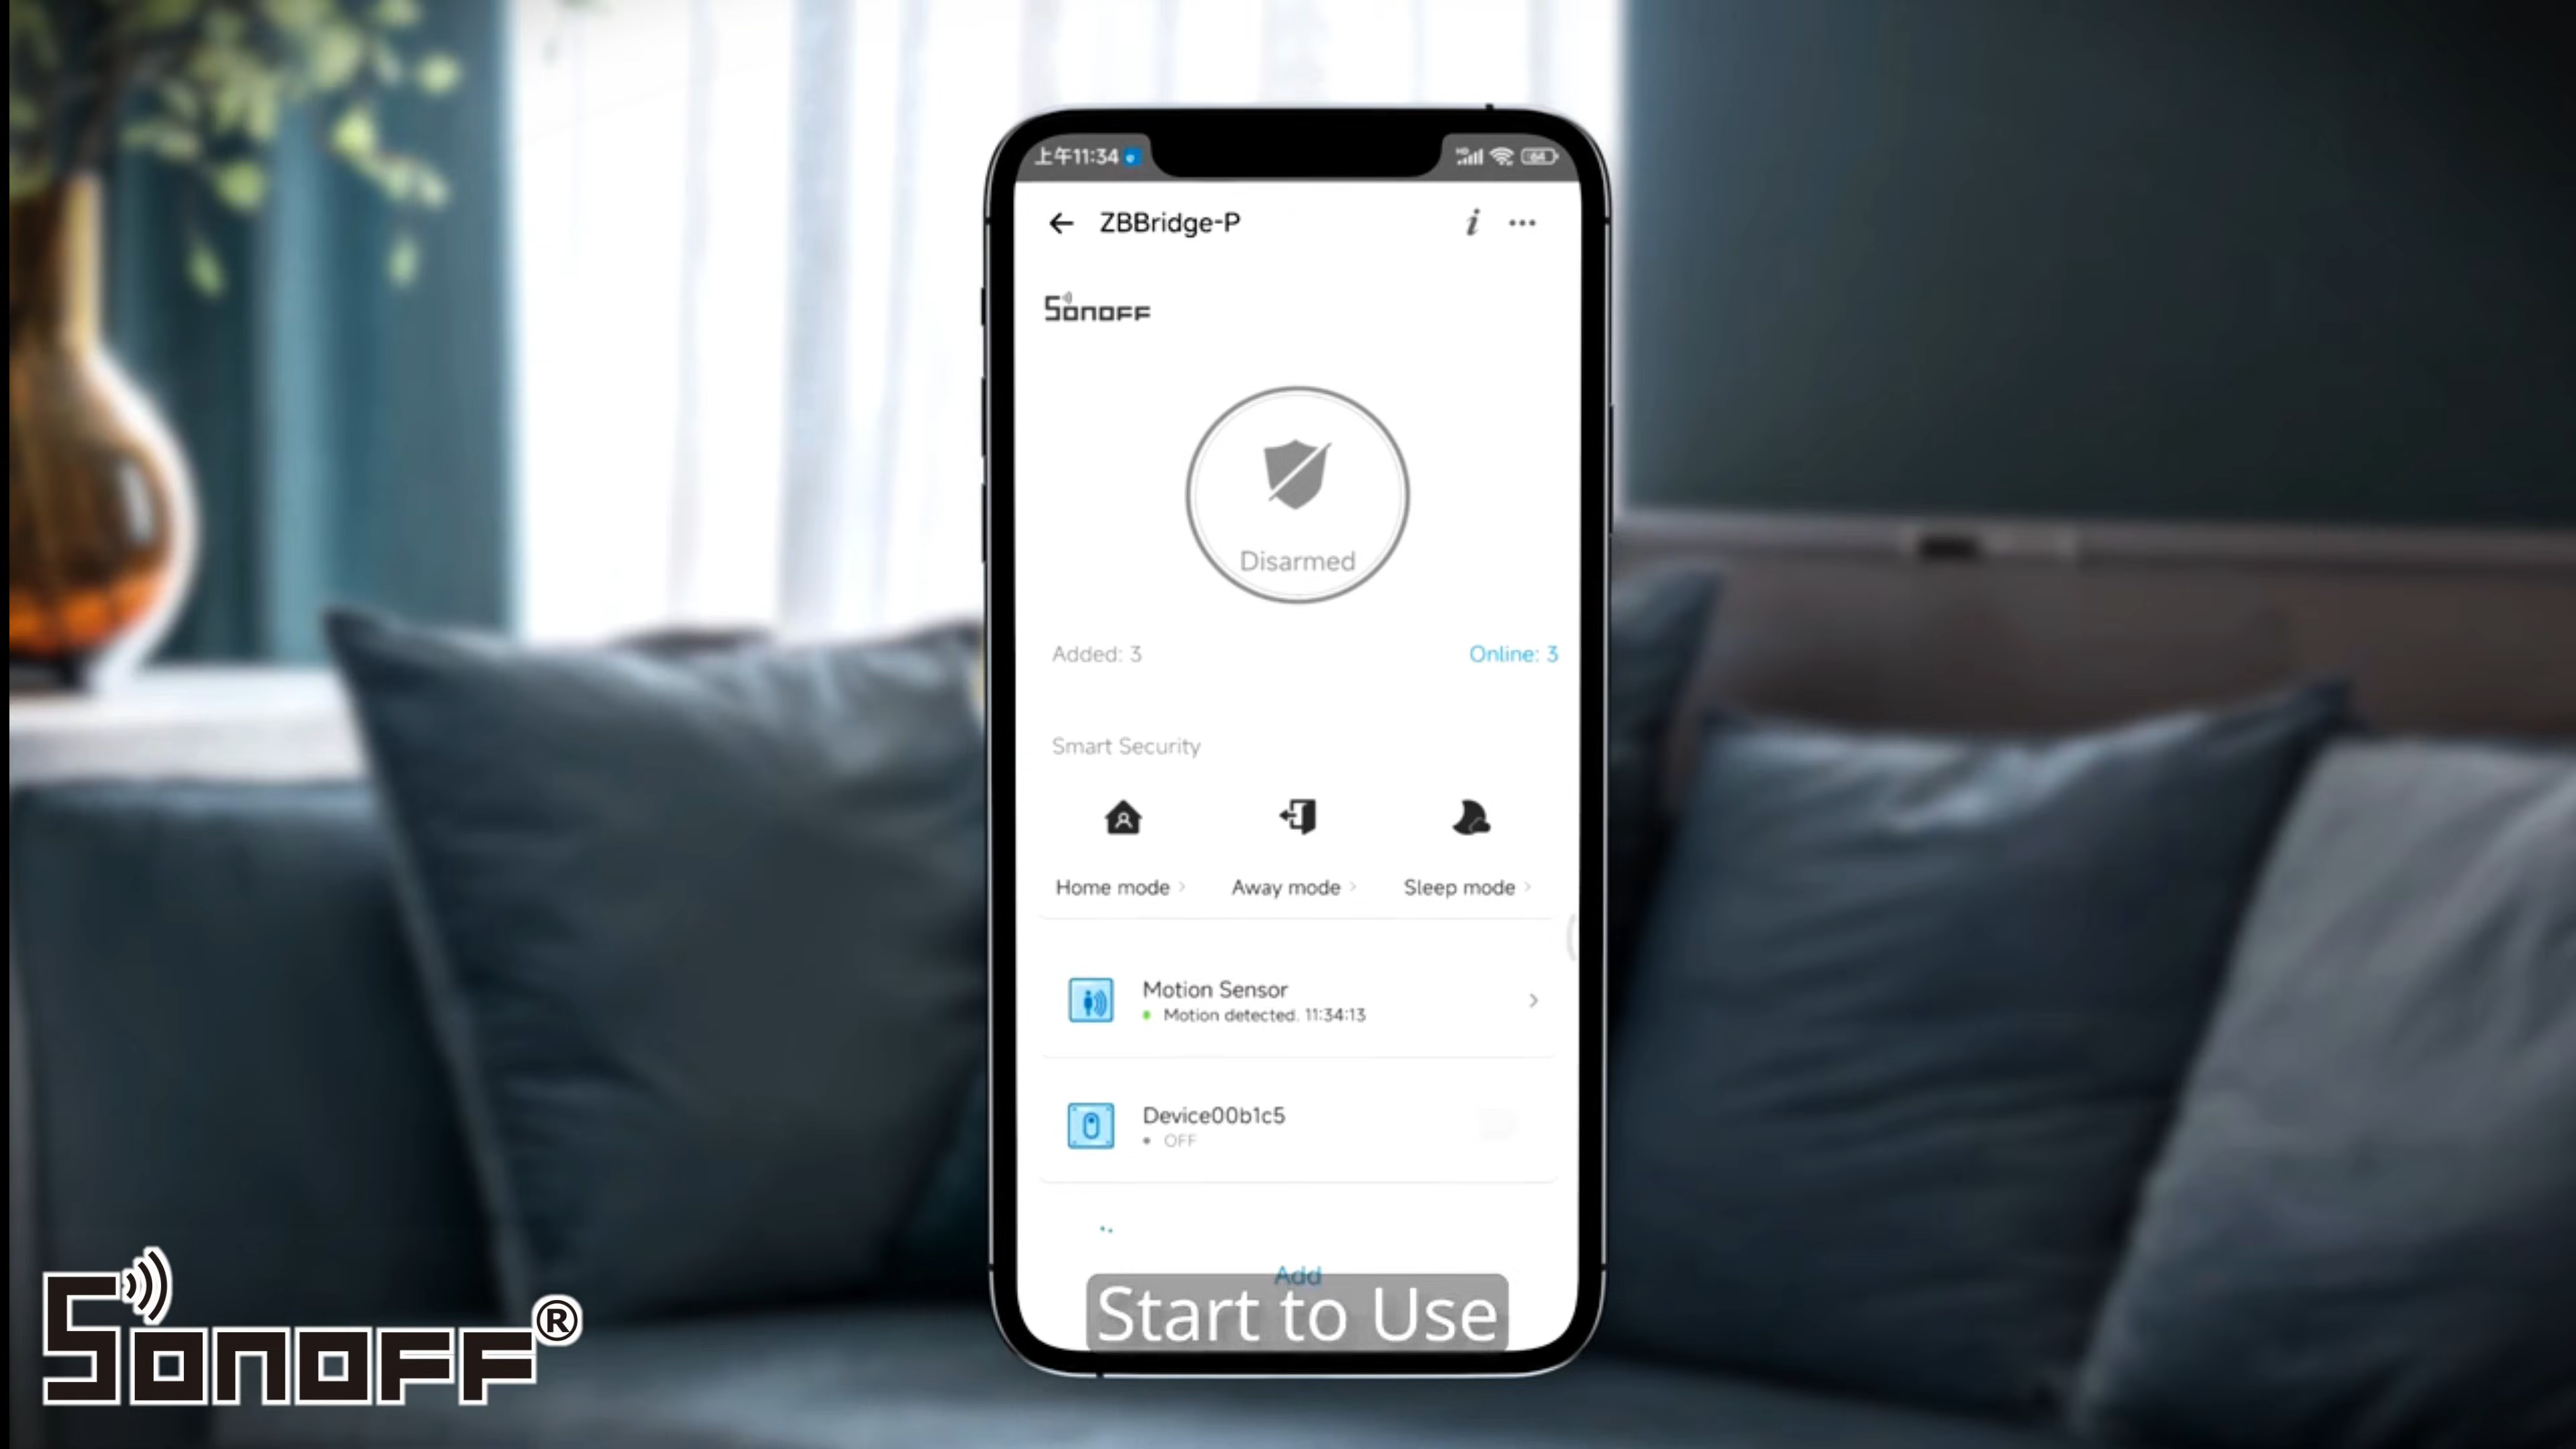 上午11:34
64
ZBBridge-P
SONOFF
Disarmed
Added: 3
Online: 3
Smart Security
Home mode
Away mode
Sleep mode
Motion Sensor
Motion detected. 11:34:13
Device00b1c5
OFF
Add
Start to Use
SONOFF®